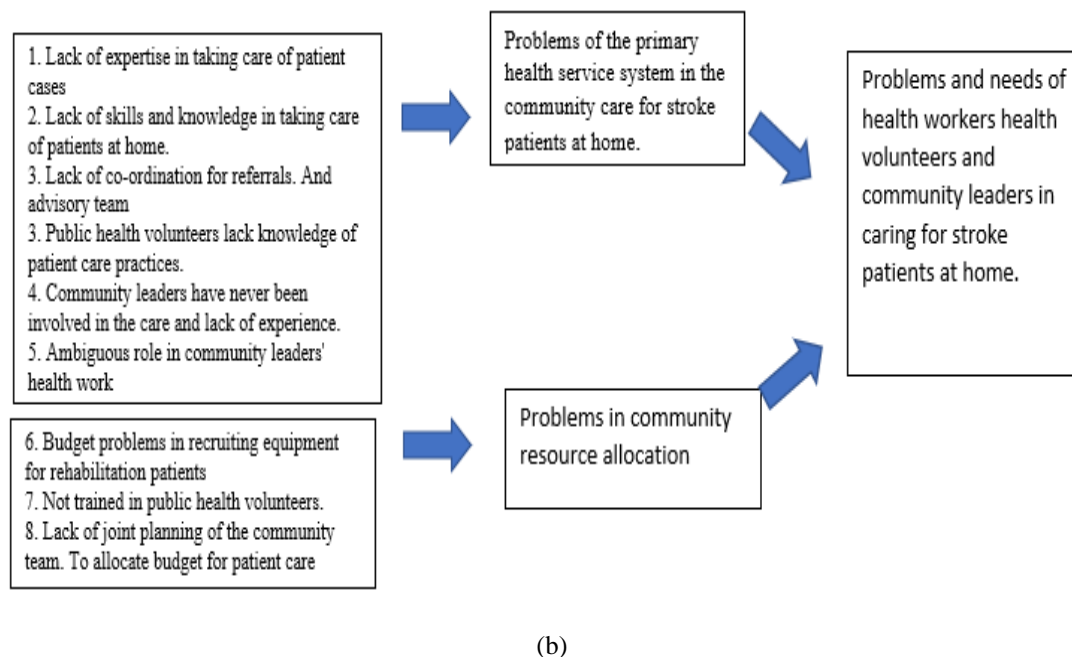 1. Lack of expertise in taking care of patient
cases
2. Lack of skills and knowledge in taking care
of patients at home.
3. Lack of co-ordination for referrals. And
advisory team
3. Public health volunteers lack knowledge of
patient care practices.
4. Community leaders have never been
involved in the care and lack of experience.
5. Ambiguous role in community leaders'
health work
6. Budget problems in recruiting equipment
for rehabilitation patients
7. Not trained in public health volunteers.
8. Lack of joint planning of the community
team. To allocate budget for patient care
Problems of the primary
health service system in the
community care for stroke
patients at home.
Problems in community
resource allocation
Problems and needs of
health workers health
volunteers and
community leaders in
caring for stroke
patients at home.
(b)